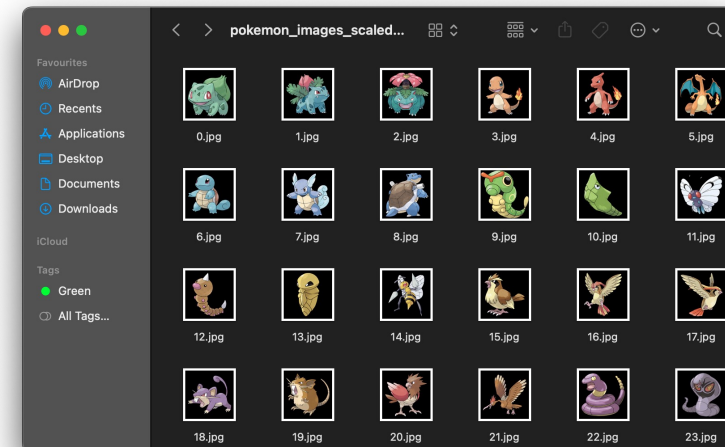 pokemon_images_scaled...
Favourites
AirDrop
Recents
Applications
Desktop
Documents
Downloads
iCloud
Tags
Green
All Tags...
0.jpg 1.jpg 2.jpg 3.jpg 4.jpg 5.jpg
6.jpg 7.jpg 8.jpg 9.jpg 10.jpg 11.jpg
12.jpg 13.jpg 14.jpg 15.jpg 16.jpg 17.jpg
18.jpg 19.jpg 20.jpg 21.jpg 22.jpg 23.jpg